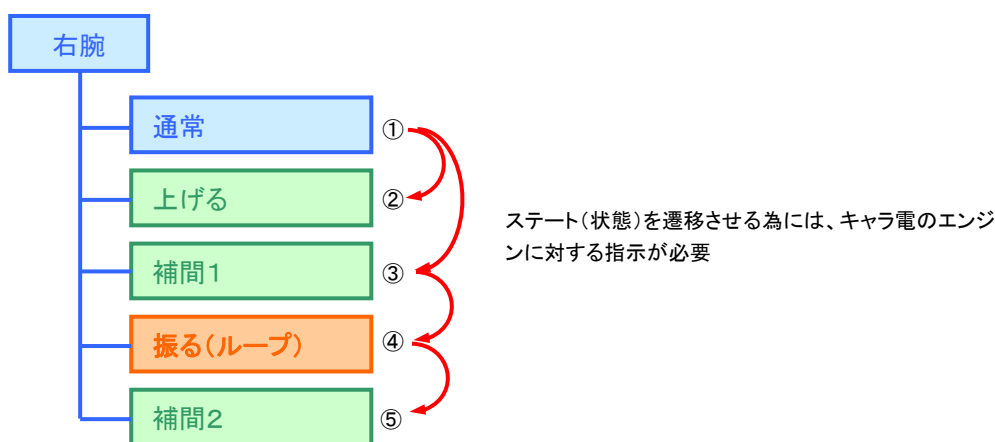 右腕
通常
①
上げる
②
ステート(状態)を遷移させる為には、キャラ電のエンジ
ンに対する指示が必要
補間1
③
振る(ループ)
④
補間2
⑤